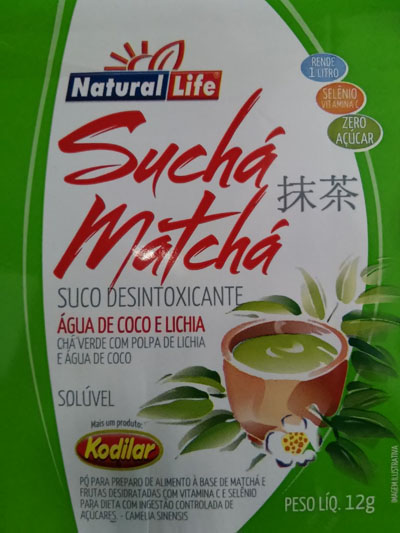 Natural Life
RENDE
1 LITRO
SELÊNIO
VITAMINA C
ZERO
AÇÚCAR
Suchá
Matchá
抹茶
SUCO DESINTOXICANTE
ÁGUA DE COCO E LICHIA
CHÁ VERDE COM POLPA DE LICHIA
E ÁGUA DE COCO
SOLÚVEL
Mais um produto:
Kodilar
PÓ PARA PREPARO DE ALIMENTO À BASE DE MATCHÁ E
FRUTAS DESIDRATADAS COM VITAMINA C E SELÊNIO
PARA DIETA COM INGESTÃO CONTROLADA DE
AÇÚCARES. - CAMELIA SINENSIS
PESO LÍQ. 12g
IMAGEM ILUSTRATIVA